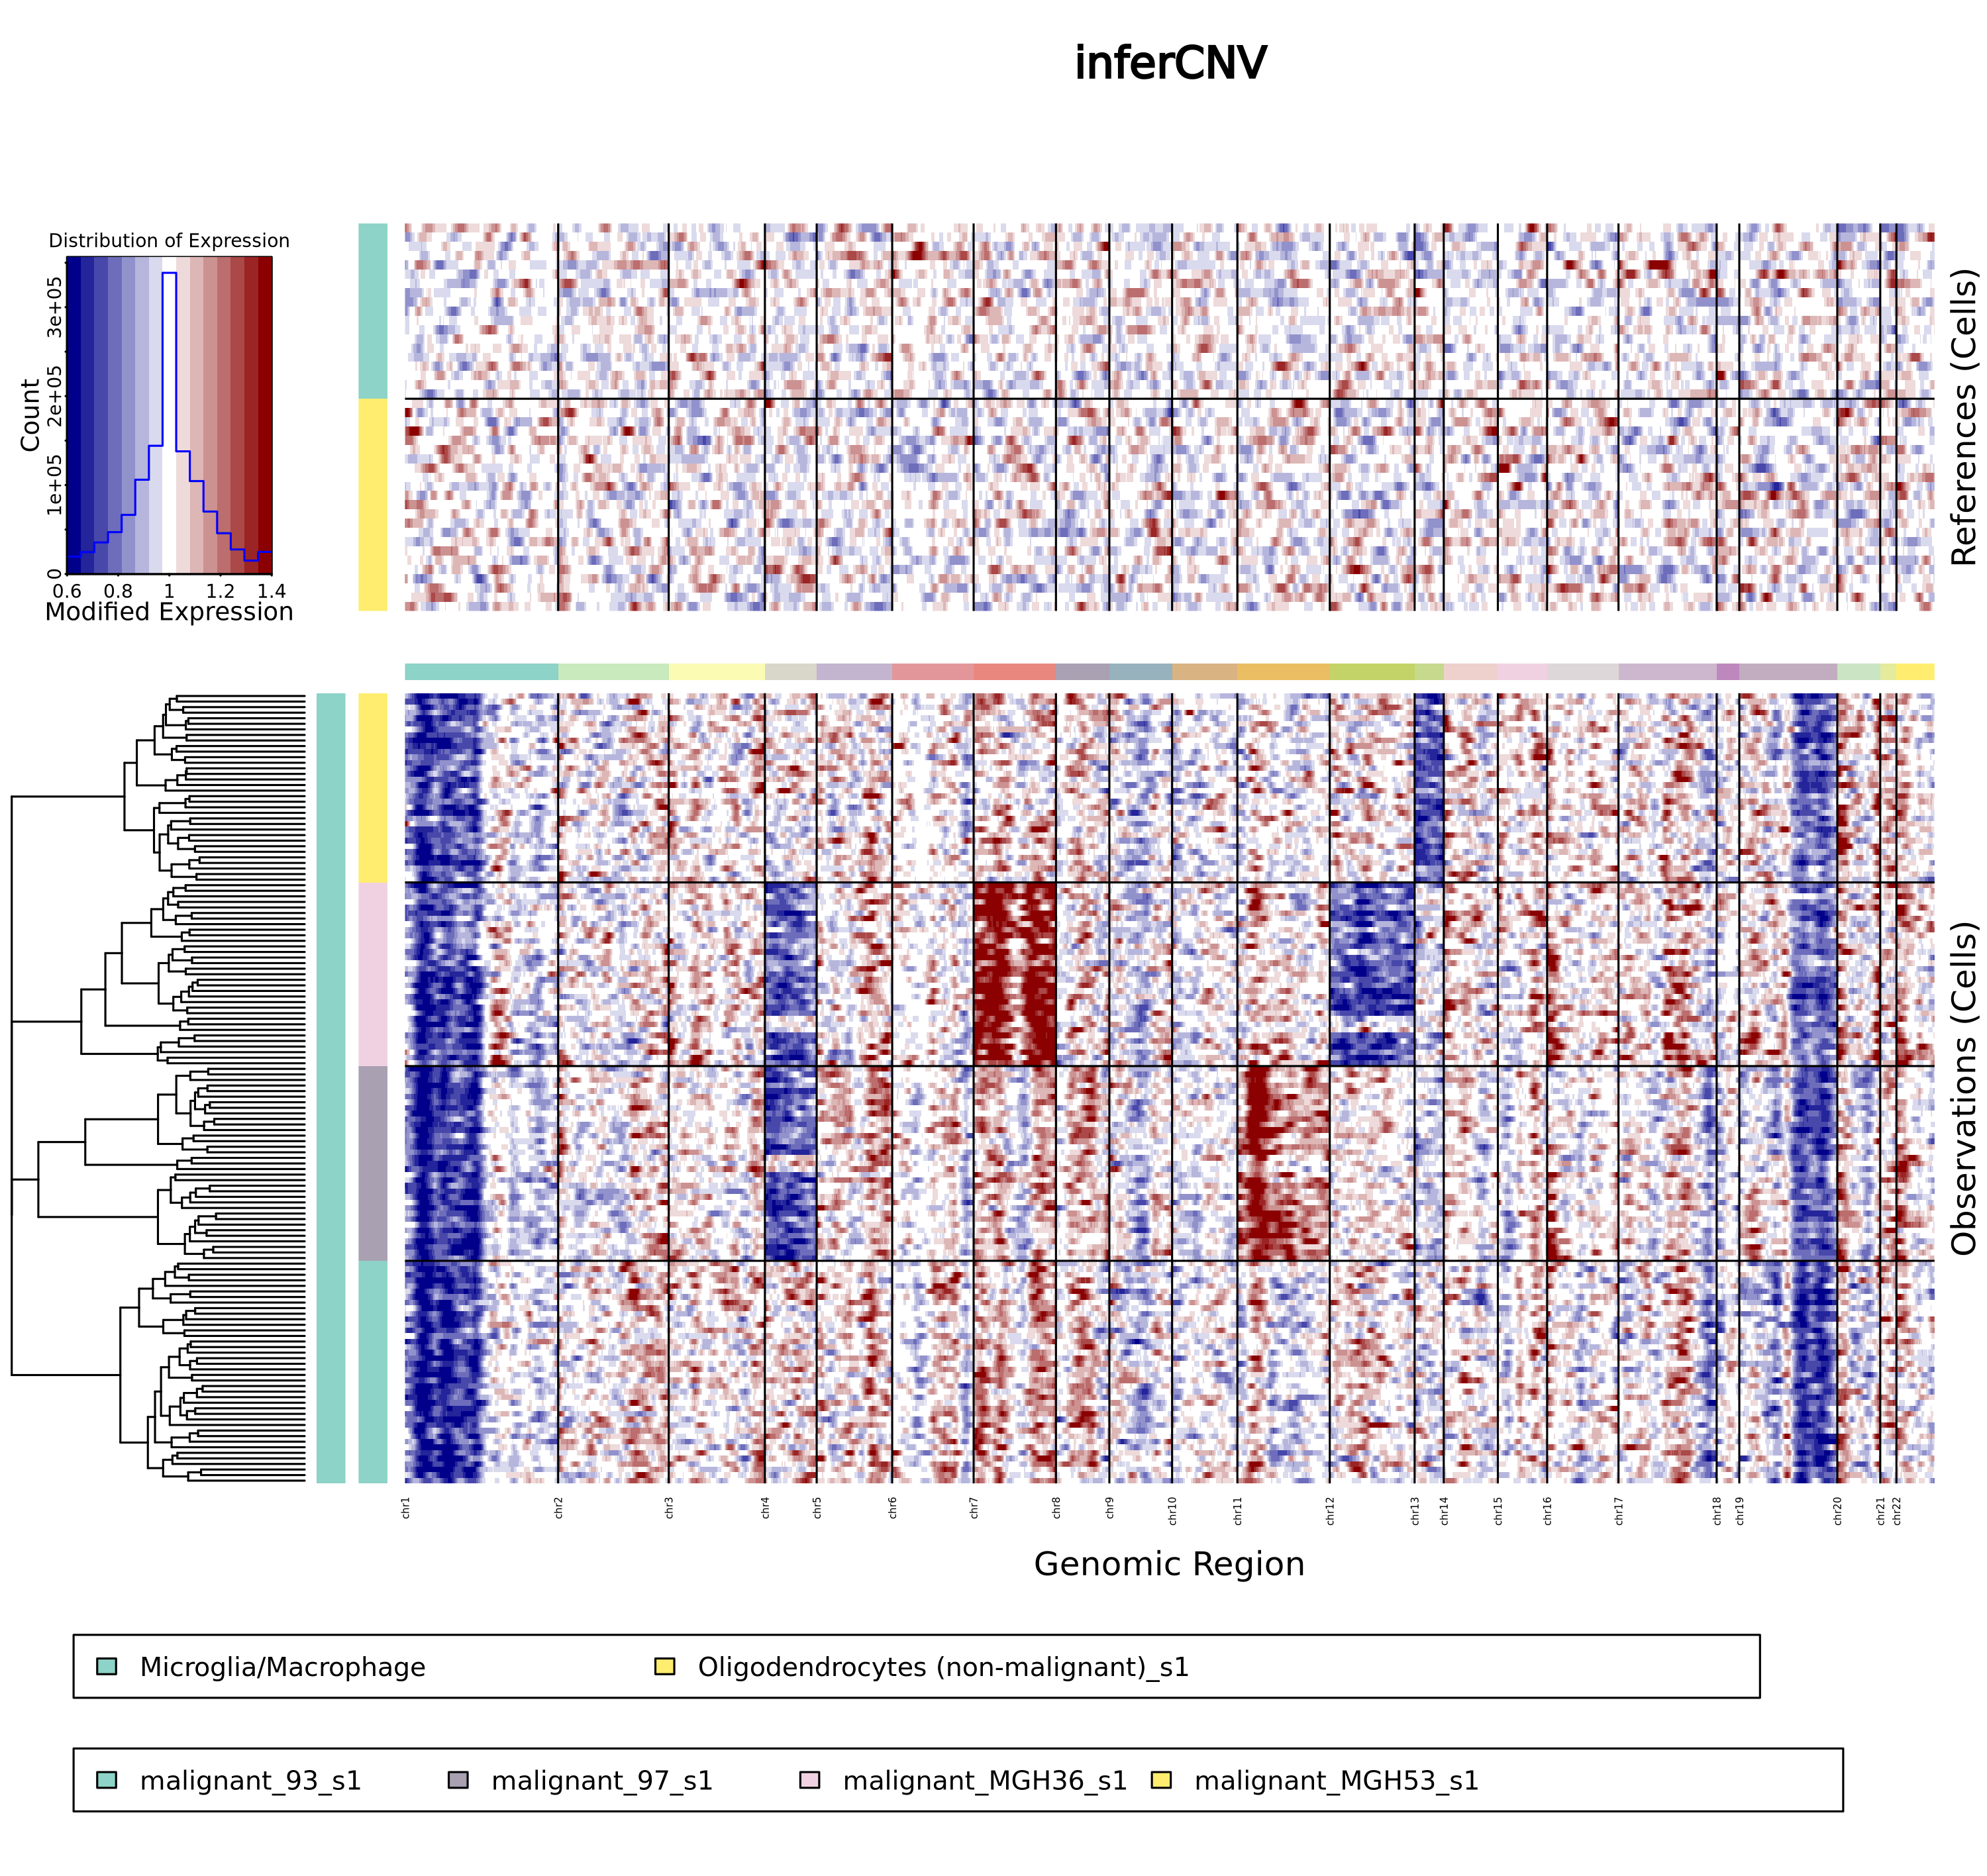 inferCNV
Distribution of Expression
Count
0 1e+05 2e+05 3e+05
0.6 0.8 1 1.2 1.4
Modified Expression
References (Cells)
Observations (Cells)
chr1 chr2 chr3 chr4 chr5 chr6 chr7 chr8 chr9 chr10 chr11 chr12 chr13 chr14 chr15 chr16 chr17 chr18 chr19 chr20 chr21 chr22
Genomic Region
Microglia/Macrophage Oligodendrocytes (non-malignant)_s1
malignant_93_s1 malignant_97_s1 malignant_MGH36_s1 malignant_MGH53_s1